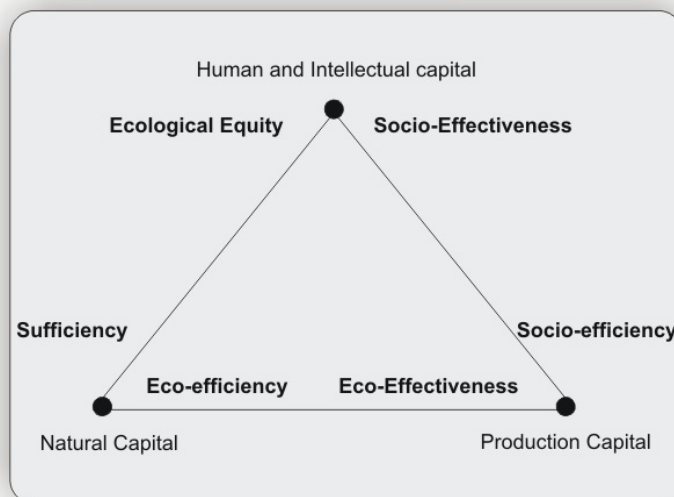 Human and Intellectual capital
Ecological Equity
Socio-Effectiveness
Sufficiency
Socio-efficiency
Eco-efficiency
Eco-Effectiveness
Natural Capital
Production Capital